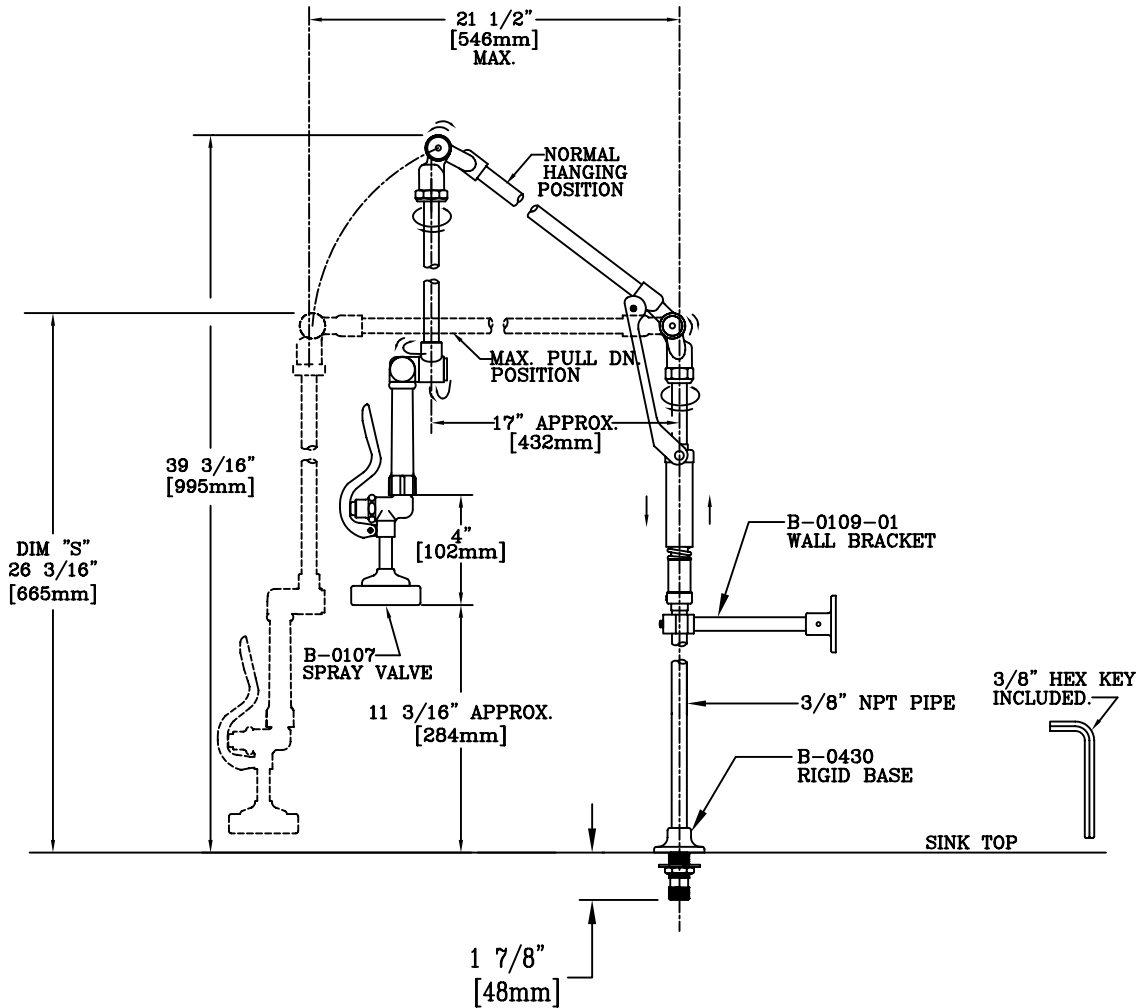 21 1/2"
[546mm]
MAX.
NORMAL
HANGING
POSITION
MAX. PULL DN.
POSITION
17" APPROX.
[432mm]
39 3/16"
[995mm]
4"
[102mm]
B-0109-01
WALL BRACKET
DIM "S"
26 3/16"
[665mm]
B-0107
SPRAY VALVE
11 3/16" APPROX.
[284mm]
3/8" NPT PIPE
3/8" HEX KEY
INCLUDED.
B-0430
RIGID BASE
SINK TOP
1 7/8"
[48mm]